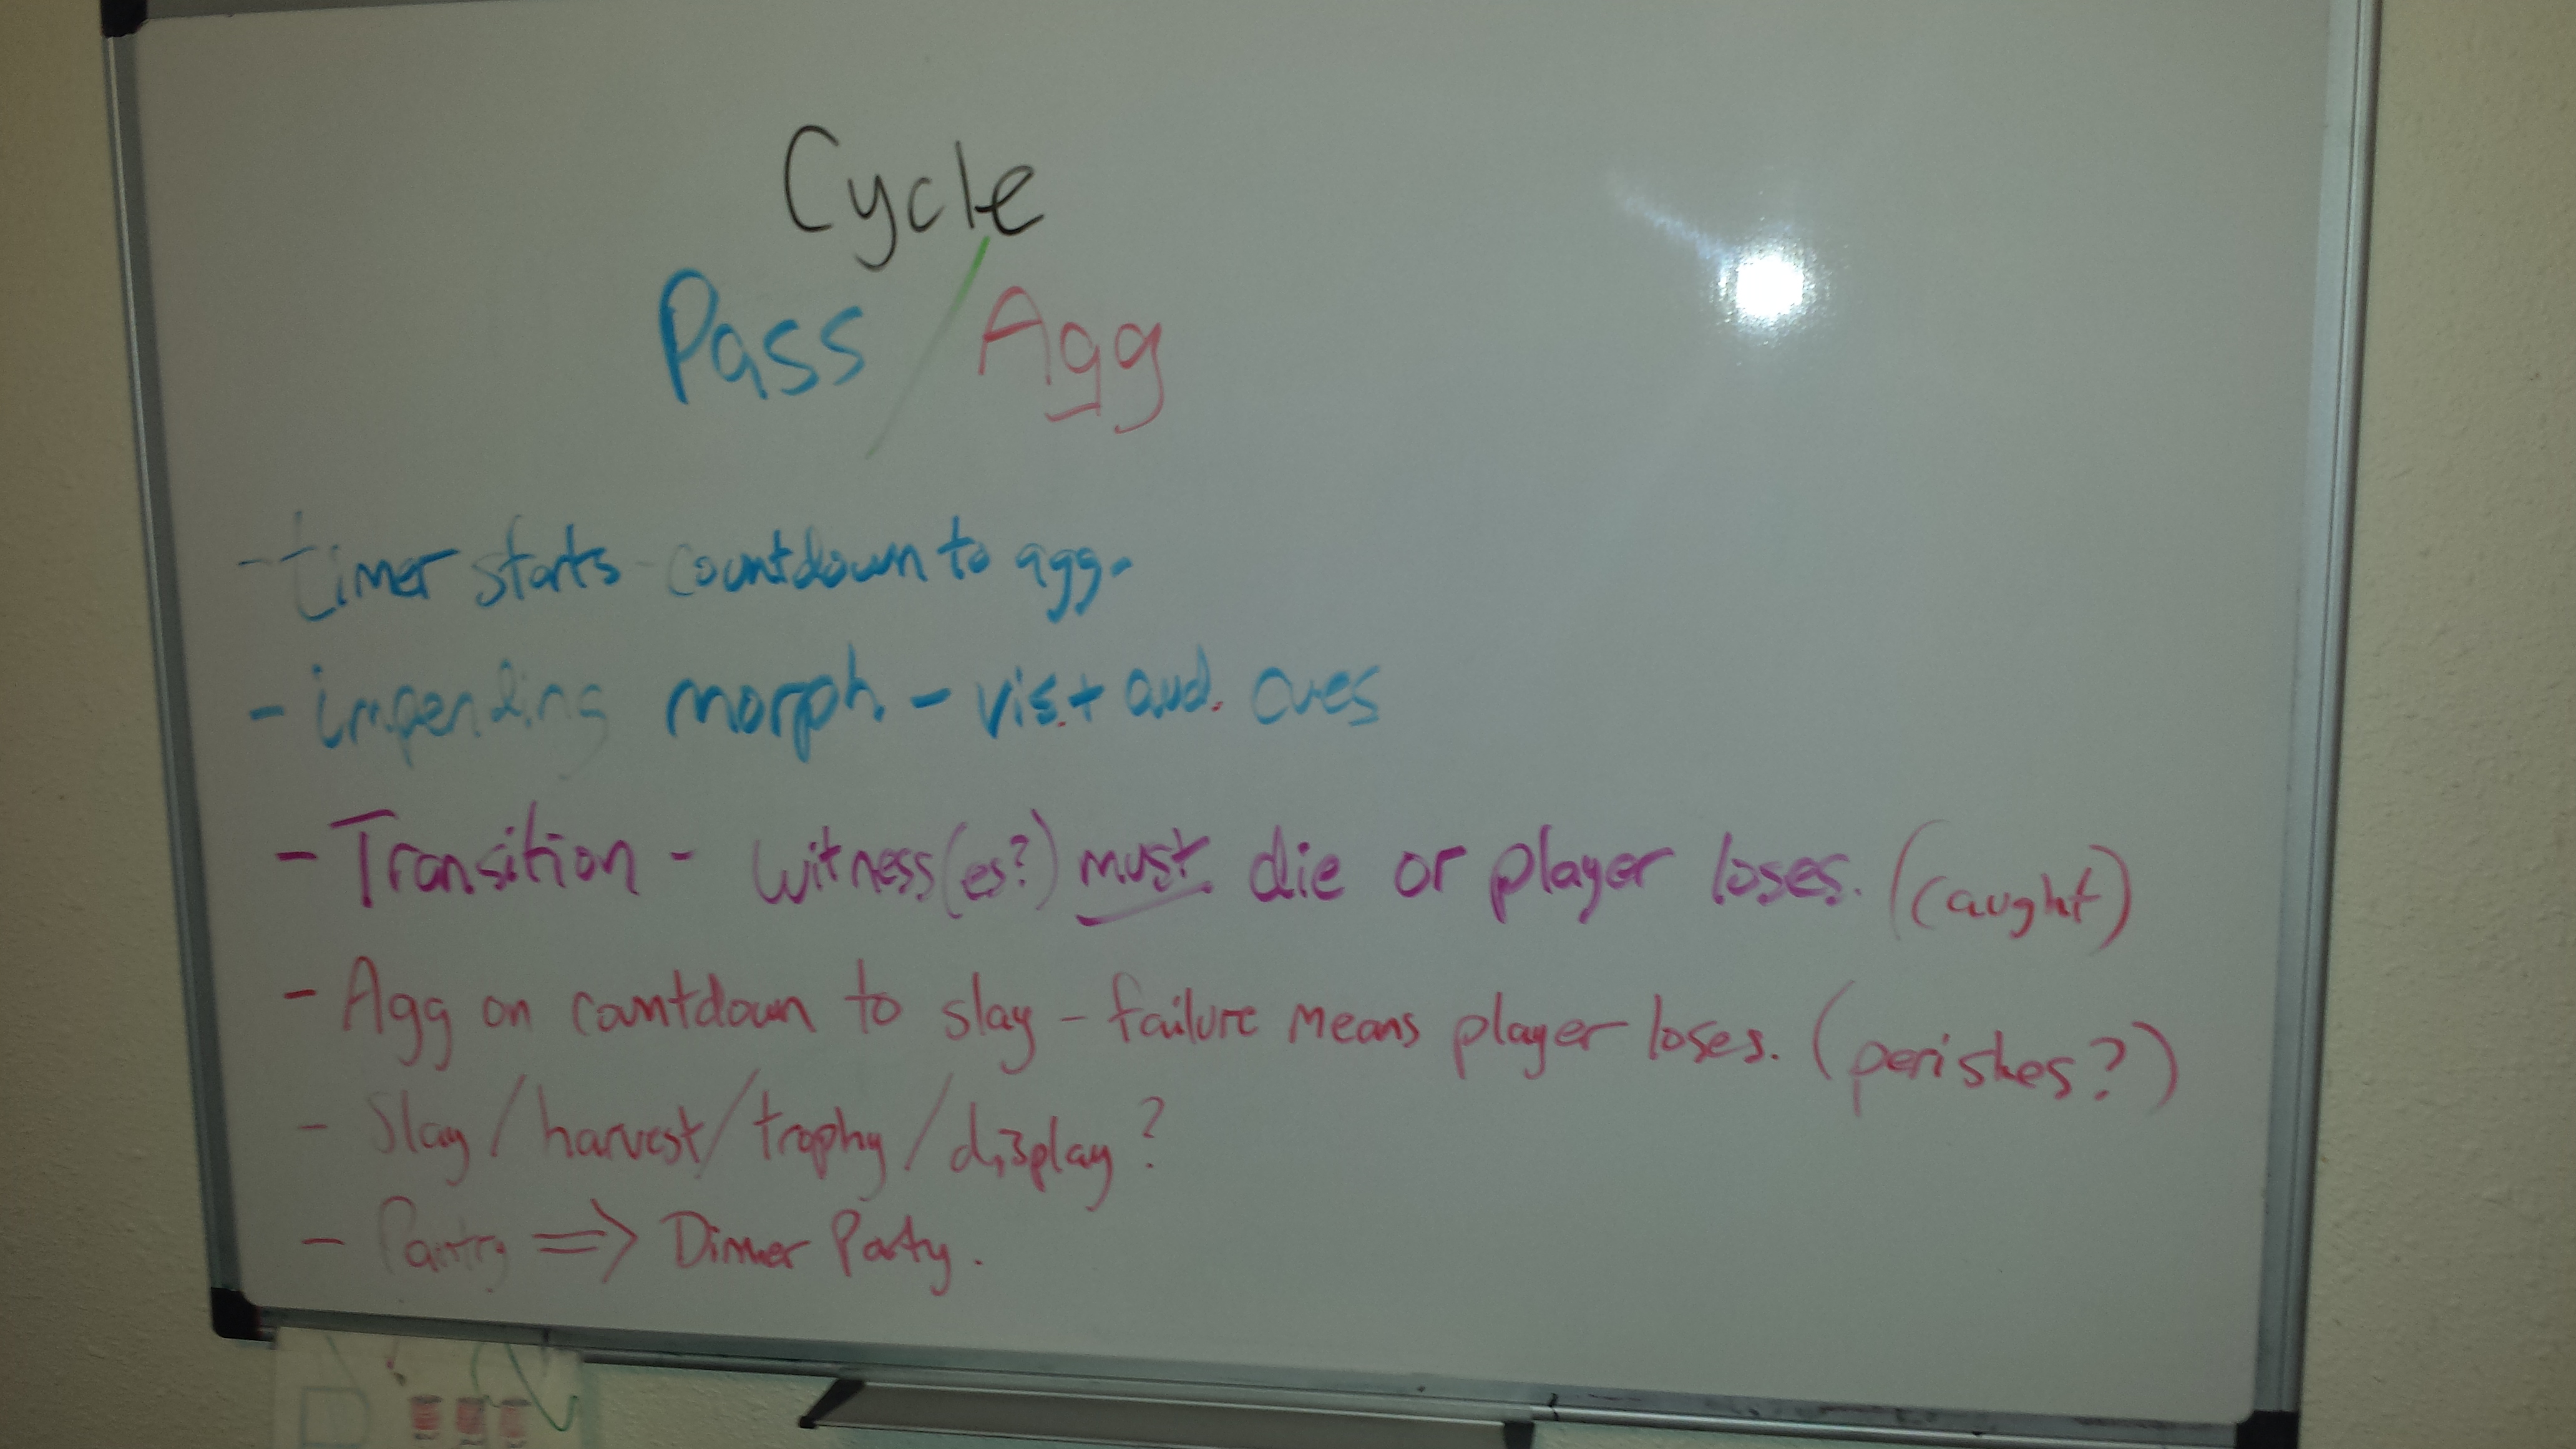 Cycle
Pass / Agg
- timer starts - countdown to agg.
- impending morph. - vis. + aud. cues
- Transition - Witness(es?) must die or player loses. (caught)
- Agg on countdown to slay - failure means player loses. (perishes?)
- Slay/harvest/trophy/display?
- Pantry => Dinner Party.